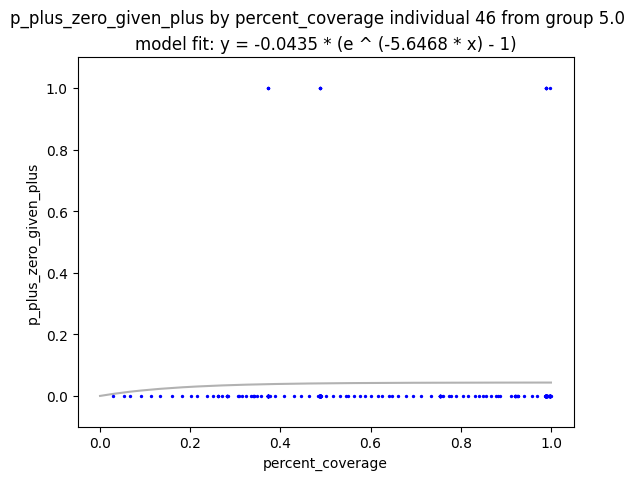 p_plus_zero_given_plus by percent_coverage individual 46 from group 5.0
model fit: y = -0.0435 * (e ^ (-5.6468 * x) - 1)
1.0
0.8
0.6
0.4
0.2
0.0
p_plus_zero_given_plus
0.0 0.2 0.4 0.6 0.8 1.0
percent_coverage